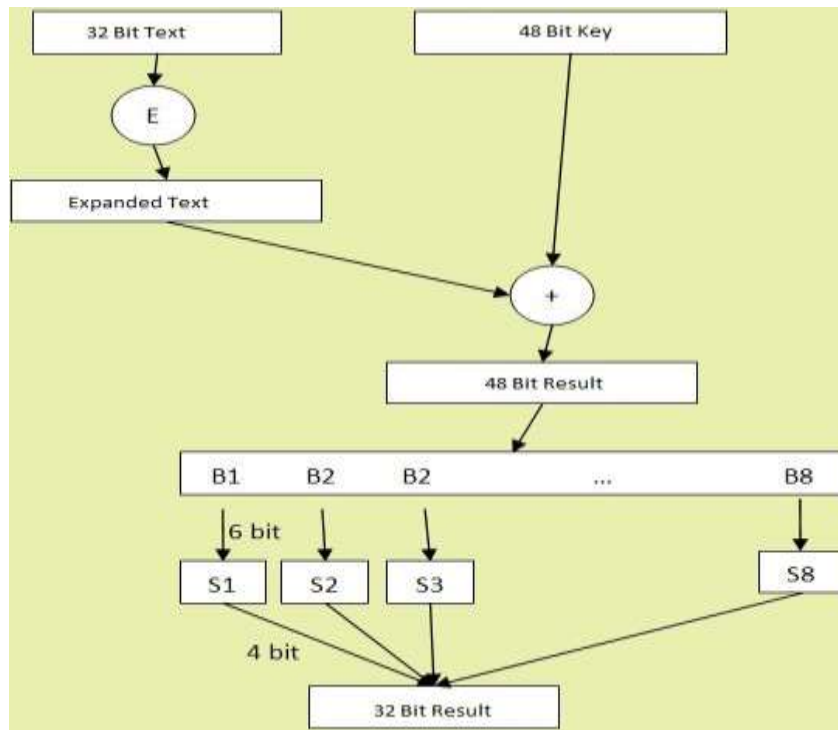 32 Bit Text
48 Bit Key
E
Expanded Text
+
48 Bit Result
B1 B2 B2 ... B8
6 bit
S1 S2 S3 S8
4 bit
32 Bit Result